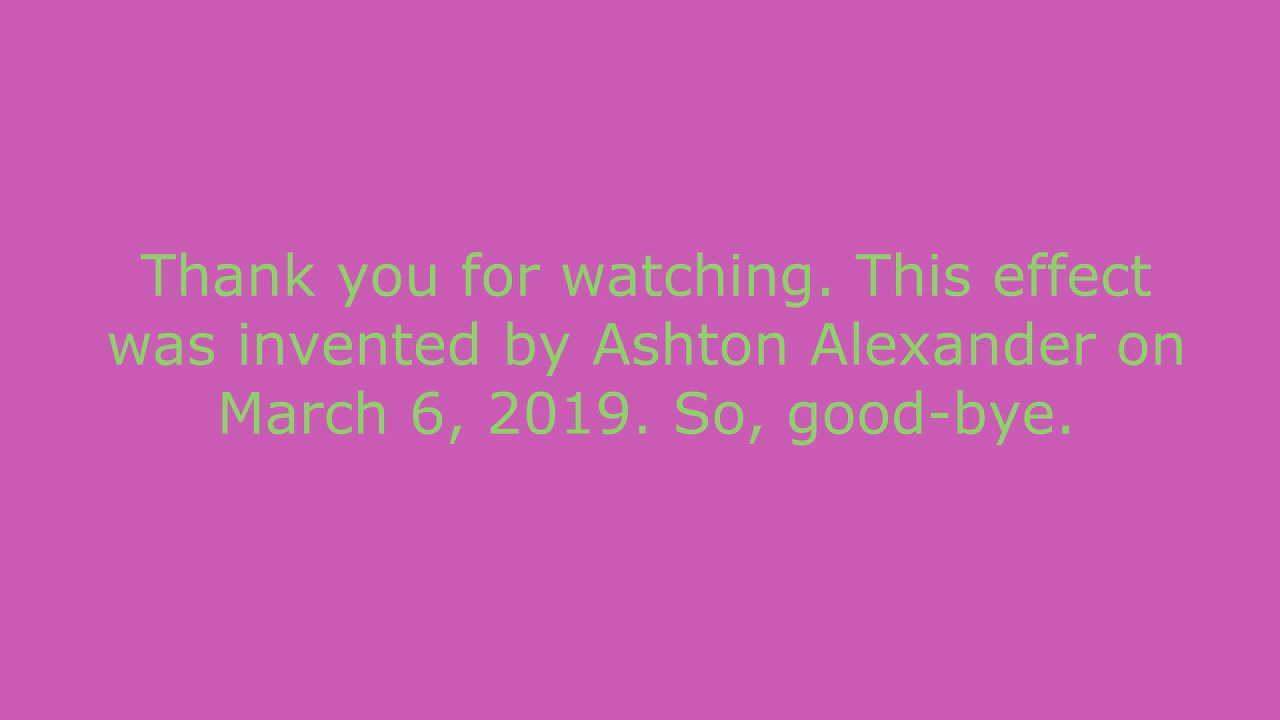 Thank you for watching. This effect
was invented by Ashton Alexander on
March 6, 2019. So, good-bye.